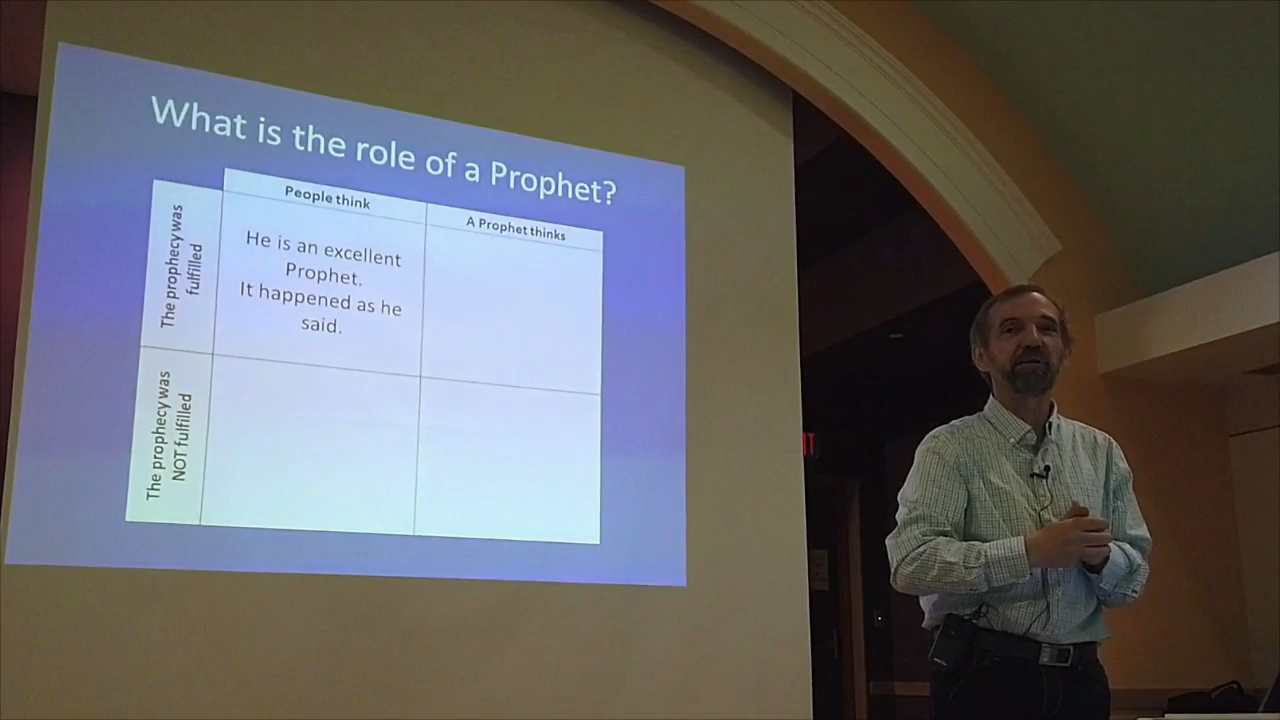 What is the role of a Prophet?
People think
A Prophet thinks
The prophecy was
fulfilled
He is an excellent
Prophet.
It happened as he
said.
The prophecy was
NOT fulfilled